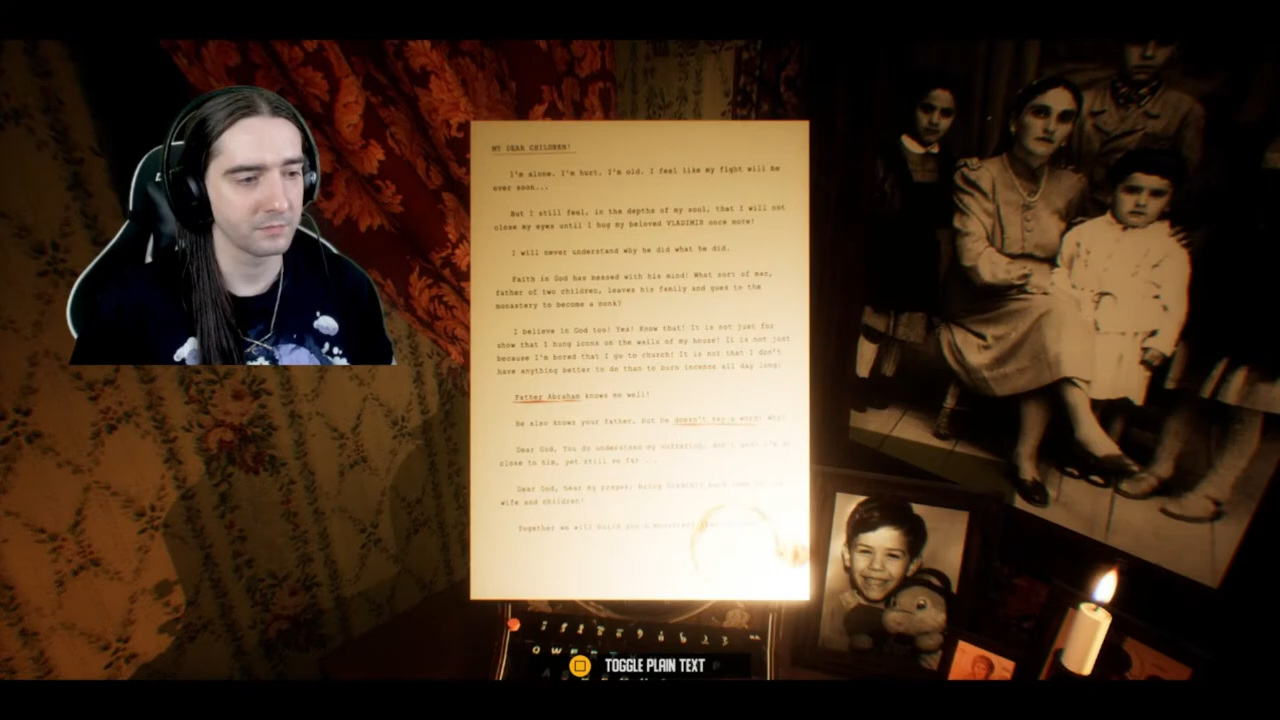 MY DEAR CHILDREN!
I'm alone. I'm hurt. I'm old. I feel like my fight will be
over soon...
But I still feel, in the depths of my soul, that I will not
close my eyes until I hug my beloved VLADIMIR once more!
I will never understand why he did what he did.
Faith in God has messed with his mind! What sort of man,
father of two children, leaves his family and goes to the
monastery to become a monk?
I believe in God too! Yes! Know that! It is not just for
show that I hung icons on the walls of my house! It is not just
because I'm bored that I go to church! It is not that I don't
have anything better to do than to burn incense all day long!
Father Abraham knows me well!
He also knows your father. But he doesn't say a word! Why?
Dear God, You do understand my suffering, don't you? I'm so
close to him, yet still so far ...
Dear God, hear my prayer: Bring VLADIMIR back
wife and children!
Together we will build you a
Q W E R
TOGGLE PLAIN TEXT